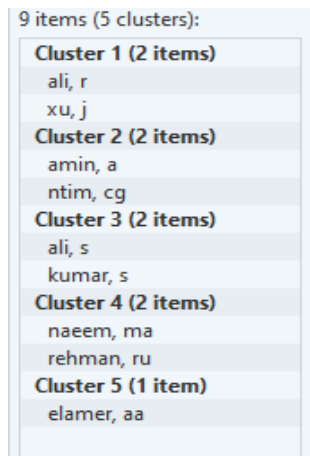 9 items (5 clusters):
Cluster 1 (2 items)
ali, r
xu, j
Cluster 2 (2 items)
amin, a
ntim, cg
Cluster 3 (2 items)
ali, s
kumar, s
Cluster 4 (2 items)
naeem, ma
rehman, ru
Cluster 5 (1 item)
elamer, aa